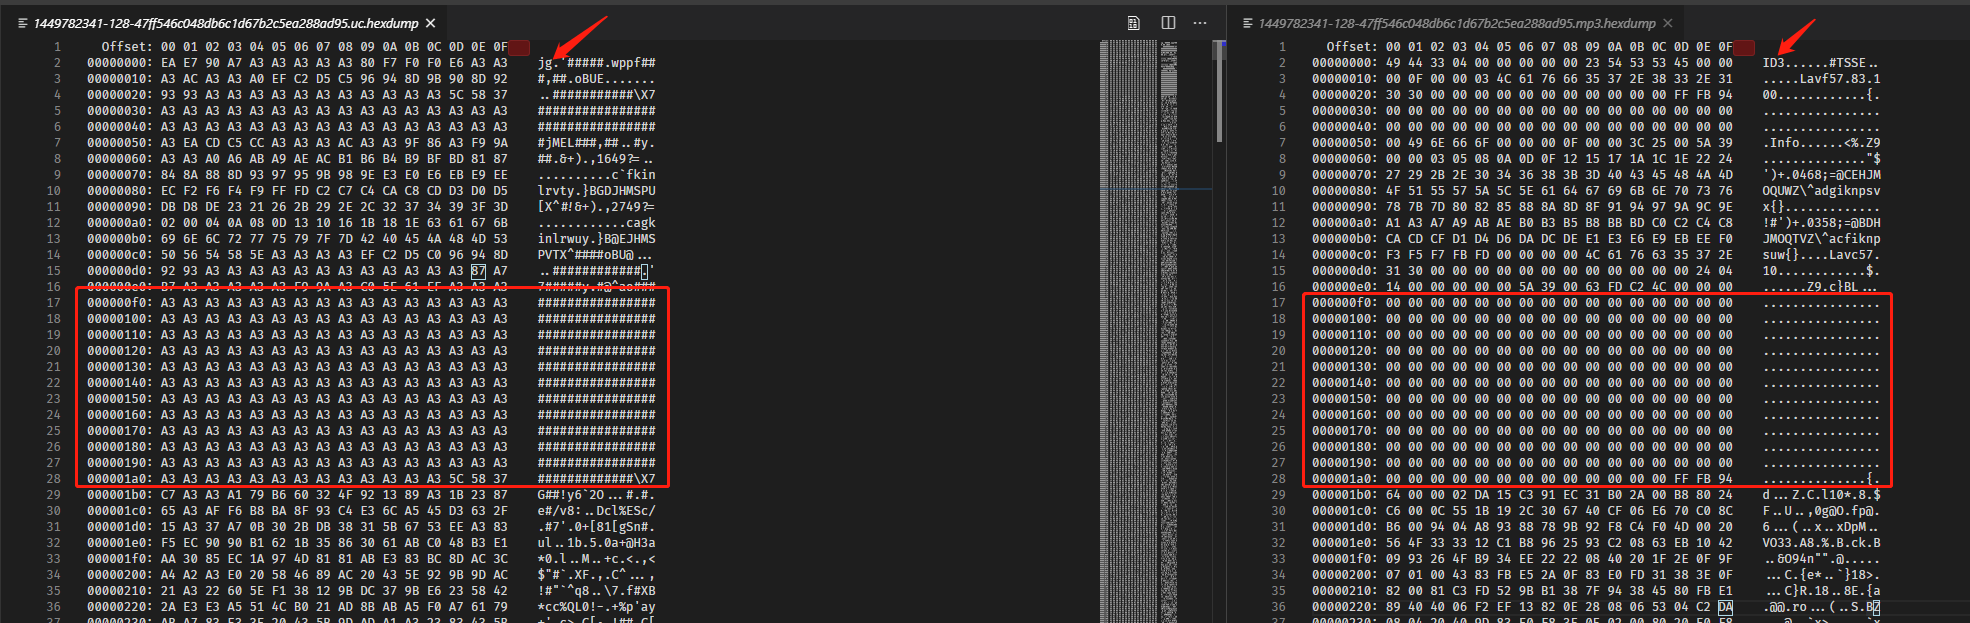 1449782341-128-47ff546c048db6c1d67b2c5ea288ad95.uc.hexdump
1 Offset: 00 01 02 03 04 05 06 07 08 09 0A 0B 0C 0D 0E 0F
2 00000000: EA E7 90 A7 A3 A3 A3 A3 A3 80 F7 F0 F0 E6 A3 A3 jg.'#####.wppf##
3 00000010: A3 AC A3 A3 A0 EF C2 D5 C5 96 94 8D 9B 90 8D 92 #,##.oBUE.......
4 00000020: 93 93 A3 A3 A3 A3 A3 A3 A3 A3 A3 A3 A3 5C 58 37 ..###########\X7
5 00000030: A3 A3 A3 A3 A3 A3 A3 A3 A3 A3 A3 A3 A3 A3 A3 A3 ################
6 00000040: A3 A3 A3 A3 A3 A3 A3 A3 A3 A3 A3 A3 A3 A3 A3 A3 ################
7 00000050: A3 EA CD C5 CC A3 A3 A3 AC A3 A3 9F 86 A3 F9 9A #jMEL###,##..#y.
8 00000060: A3 A3 A0 A6 AB A9 AE AC B1 B6 B4 B9 BF BD 81 87 ##.&+).,1649?=..
9 00000070: 84 8A 88 8D 93 97 95 9B 98 9E E3 E0 E6 EB E9 EE ..........c`fkin
10 00000080: EC F2 F6 F4 F9 FF FD C2 C7 C4 CA C8 CD D3 D0 D5 lrvty.}BGDJHMSPU
11 00000090: DB D8 DE 23 21 26 2B 29 2E 2C 32 37 34 39 3F 3D [X^#!&+).,2749?=
12 000000a0: 02 00 04 0A 08 0D 13 10 16 1B 18 1E 63 61 67 6B ............cagk
13 000000b0: 69 6E 6C 72 77 75 79 7F 7D 42 40 45 4A 48 4D 53 inlrwuy.}B@EJHMS
14 000000c0: 50 56 54 58 5E A3 A3 A3 A3 EF C2 D5 C0 96 94 8D PVTX^####oBU@...
15 000000d0: 92 93 A3 A3 A3 A3 A3 A3 A3 A3 A3 A3 A3 A3 87 A7 ..############.'
16 000000e0: B7 A3 A3 A3 A3 A3 F9 9A A3 C0 5E 61 EF A3 A3 A3 7#####y.#@^ao###
17 000000f0: A3 A3 A3 A3 A3 A3 A3 A3 A3 A3 A3 A3 A3 A3 A3 A3 ################
18 00000100: A3 A3 A3 A3 A3 A3 A3 A3 A3 A3 A3 A3 A3 A3 A3 A3 ################
19 00000110: A3 A3 A3 A3 A3 A3 A3 A3 A3 A3 A3 A3 A3 A3 A3 A3 ################
20 00000120: A3 A3 A3 A3 A3 A3 A3 A3 A3 A3 A3 A3 A3 A3 A3 A3 ################
21 00000130: A3 A3 A3 A3 A3 A3 A3 A3 A3 A3 A3 A3 A3 A3 A3 A3 ################
22 00000140: A3 A3 A3 A3 A3 A3 A3 A3 A3 A3 A3 A3 A3 A3 A3 A3 ################
23 00000150: A3 A3 A3 A3 A3 A3 A3 A3 A3 A3 A3 A3 A3 A3 A3 A3 ################
24 00000160: A3 A3 A3 A3 A3 A3 A3 A3 A3 A3 A3 A3 A3 A3 A3 A3 ################
25 00000170: A3 A3 A3 A3 A3 A3 A3 A3 A3 A3 A3 A3 A3 A3 A3 A3 ################
26 00000180: A3 A3 A3 A3 A3 A3 A3 A3 A3 A3 A3 A3 A3 A3 A3 A3 ################
27 00000190: A3 A3 A3 A3 A3 A3 A3 A3 A3 A3 A3 A3 A3 A3 A3 A3 ################
28 000001a0: A3 A3 A3 A3 A3 A3 A3 A3 A3 A3 A3 A3 A3 5C 58 37 #############\X7
29 000001b0: C7 A3 A3 A1 79 B6 60 32 4F 92 13 89 A3 1B 23 87 G##!y6`2O...#.#.
30 000001c0: 65 A3 AF F6 B8 BA 8F 93 C4 E3 6C A5 45 D3 63 2F e#/v8:..Dcl%ESc/
31 000001d0: 15 A3 37 A7 0B 30 2B DB 38 31 5B 67 53 EE A3 83 .#7'.0+[81[gSn#.
32 000001e0: F5 EC 90 90 B1 62 1B 35 86 30 61 AB C0 48 B3 E1 ul..1b.5.0a+@H3a
33 000001f0: AA 30 85 EC 1A 97 4D 81 81 AB E3 83 BC 8D AC 3C *0.l..M..+c.<.,<
34 00000200: A4 A2 A3 E0 20 58 46 89 AC 20 43 5E 92 9B 9D AC $"#`.XF.,.C^...,
35 00000210: 21 A3 22 60 5E F1 38 12 9B DC 37 9B E6 23 58 42 !#"`^q8..\7.f#XB
36 00000220: 2A E3 E3 A5 51 4C B0 21 AD 8B AB A5 F0 A7 61 79 *cc%QL0!-.+%p'ay
1449782341-128-47ff546c048db6c1d67b2c5ea288ad95.mp3.hexdump
1 Offset: 00 01 02 03 04 05 06 07 08 09 0A 0B 0C 0D 0E 0F
2 00000000: 49 44 33 04 00 00 00 00 00 23 54 53 53 45 00 00 ID3......#TSSE..
3 00000010: 00 0F 00 00 03 4C 61 76 66 35 37 2E 38 33 2E 31 .....Lavf57.83.1
4 00000020: 30 30 00 00 00 00 00 00 00 00 00 00 00 FF FB 94 00............{.
5 00000030: 00 00 00 00 00 00 00 00 00 00 00 00 00 00 00 00 ................
6 00000040: 00 00 00 00 00 00 00 00 00 00 00 00 00 00 00 00 ................
7 00000050: 00 49 6E 66 6F 00 00 00 0F 00 00 3C 25 00 5A 39 .Info......<%.Z9
8 00000060: 00 00 03 05 08 0A 0D 0F 12 15 17 1A 1C 1E 22 24 .............."$
9 00000070: 27 29 2B 2E 30 34 36 38 3B 3D 40 43 45 48 4A 4D ')+.0468;=@CEHJM
10 00000080: 4F 51 55 57 5A 5C 5E 61 64 67 69 6B 6E 70 73 76 OQUWZ\^adgiknpsv
11 00000090: 78 7B 7D 80 82 85 88 8A 8D 8F 91 94 97 9A 9C 9E x{}.............
12 000000a0: A1 A3 A7 A9 AB AE B0 B3 B5 B8 BB BD C0 C2 C4 C8 !#')+.0358;=@BDH
13 000000b0: CA CD CF D1 D4 D6 DA DC DE E1 E3 E6 E9 EB EE F0 JMOQTVZ\^acfiknp
14 000000c0: F3 F5 F7 FB FD 00 00 00 00 4C 61 76 63 35 37 2E suw{}....Lavc57.
15 000000d0: 31 30 00 00 00 00 00 00 00 00 00 00 00 00 24 04 10............$.
16 000000e0: 14 00 00 00 00 00 5A 39 00 63 FD C2 4C 00 00 00 ......Z9.c}BL...
17 000000f0: 00 00 00 00 00 00 00 00 00 00 00 00 00 00 00 00 ................
18 00000100: 00 00 00 00 00 00 00 00 00 00 00 00 00 00 00 00 ................
19 00000110: 00 00 00 00 00 00 00 00 00 00 00 00 00 00 00 00 ................
20 00000120: 00 00 00 00 00 00 00 00 00 00 00 00 00 00 00 00 ................
21 00000130: 00 00 00 00 00 00 00 00 00 00 00 00 00 00 00 00 ................
22 00000140: 00 00 00 00 00 00 00 00 00 00 00 00 00 00 00 00 ................
23 00000150: 00 00 00 00 00 00 00 00 00 00 00 00 00 00 00 00 ................
24 00000160: 00 00 00 00 00 00 00 00 00 00 00 00 00 00 00 00 ................
25 00000170: 00 00 00 00 00 00 00 00 00 00 00 00 00 00 00 00 ................
26 00000180: 00 00 00 00 00 00 00 00 00 00 00 00 00 00 00 00 ................
27 00000190: 00 00 00 00 00 00 00 00 00 00 00 00 00 00 00 00 ................
28 000001a0: 00 00 00 00 00 00 00 00 00 00 00 00 00 FF FB 94 ..............{.
29 000001b0: 64 00 00 02 DA 15 C3 91 EC 31 B0 2A 00 B8 80 24 d...Z.C.l10*.8.$
30 000001c0: C6 00 0C 55 1B 19 2C 30 67 40 CF 06 E6 70 C0 8C F..U..,0g@O.fp@.
31 000001d0: B6 00 94 04 A8 93 88 78 9B 92 F8 C4 F0 4D 00 20 6...(..x..xDpM..
32 000001e0: 56 4F 33 33 12 C1 B8 96 25 93 C2 08 63 EB 10 42 VO33.A8.%.B.ck.B
33 000001f0: 09 93 26 4F B9 34 EE 22 22 08 40 20 1F 2E 0F 9F ..&O94n"".@.....
34 00000200: 07 01 00 43 83 FB E5 2A 0F 83 E0 FD 31 38 3E 0F ...C.{e*..`}18>.
35 00000210: 82 00 81 C3 FD 52 9B B1 38 7F 94 38 45 80 FB E1 ...C}R.18..8E.{a
36 00000220: 89 40 40 06 F2 EF 13 82 0E 28 08 06 53 04 C2 DA .@@.ro...(..S.BZ